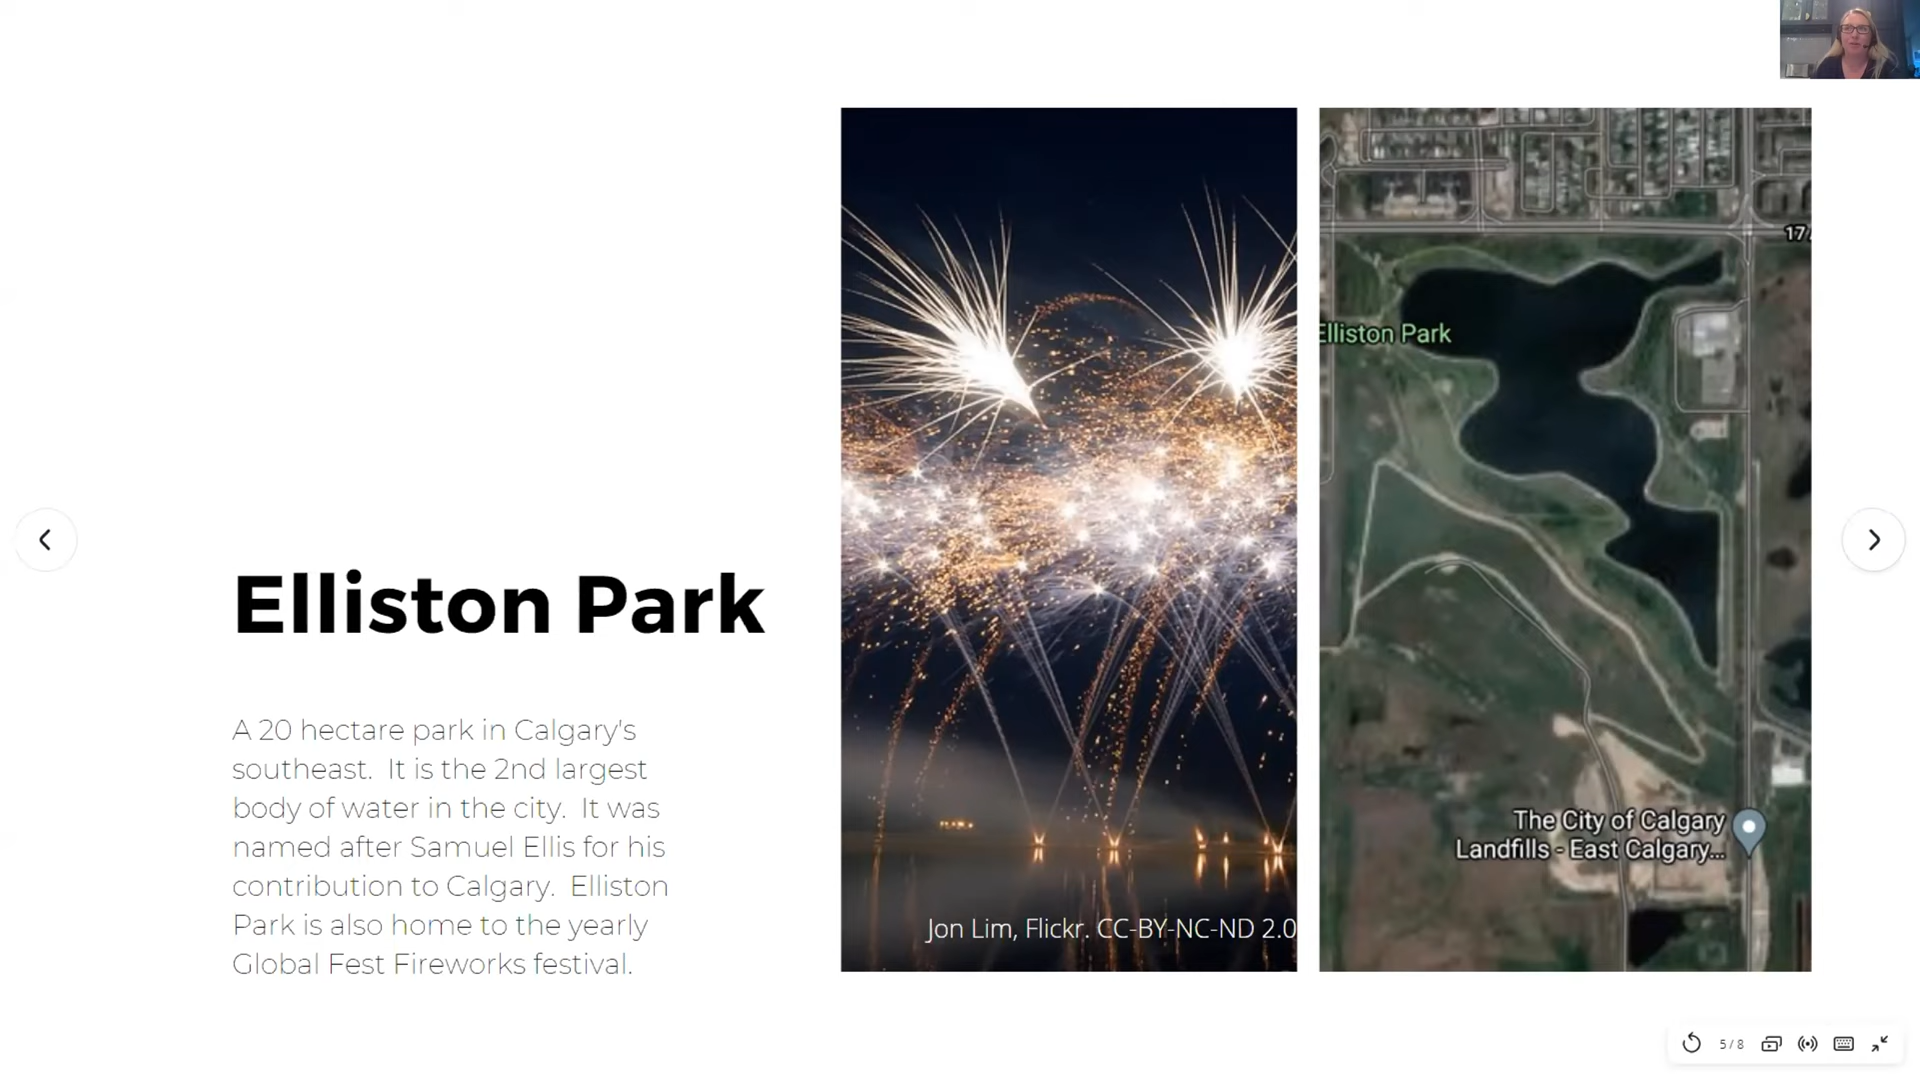 Elliston Park
A 20 hectare park in Calgary's
southeast.  It is the 2nd largest
body of water in the city.  It was
named after Samuel Ellis for his
contribution to Calgary.  Elliston
Park is also home to the yearly
Global Fest Fireworks festival.
Jon Lim, Flickr. CC-BY-NC-ND 2.0
17
Elliston Park
The City of Calgary
Landfills - East Calgary...
5 / 8